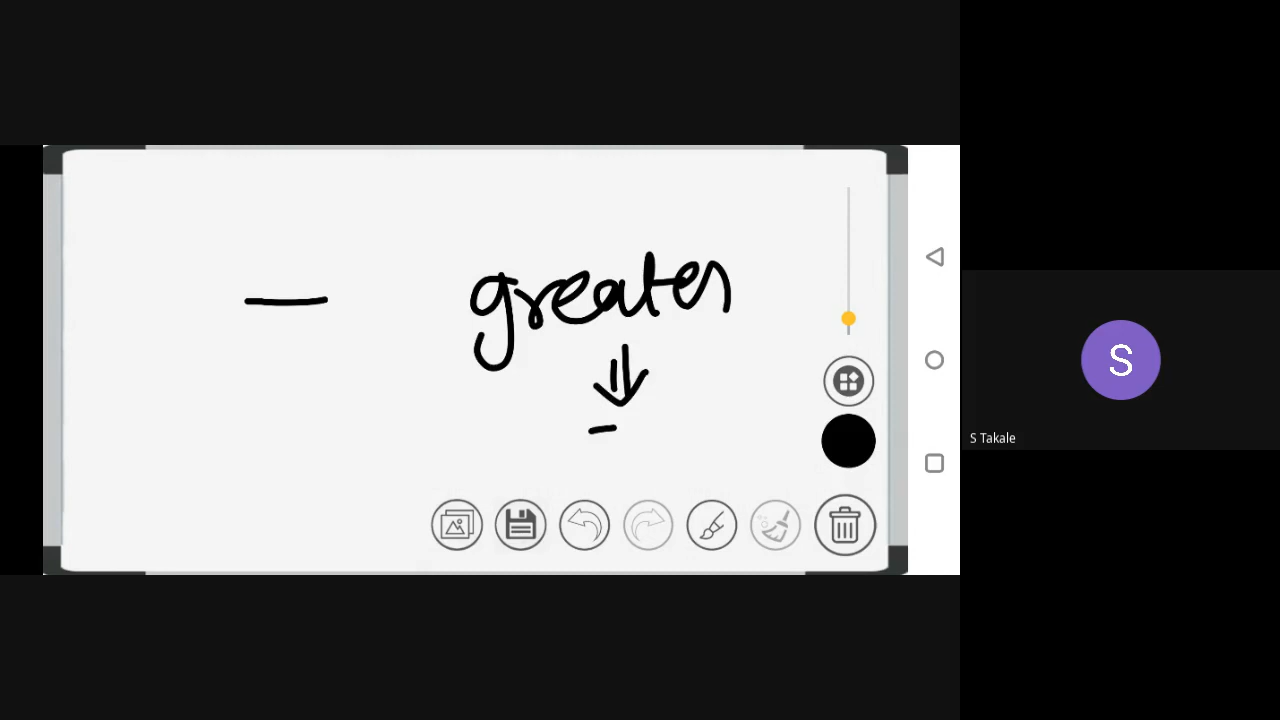 — greater
⇓
-
S
S Takale